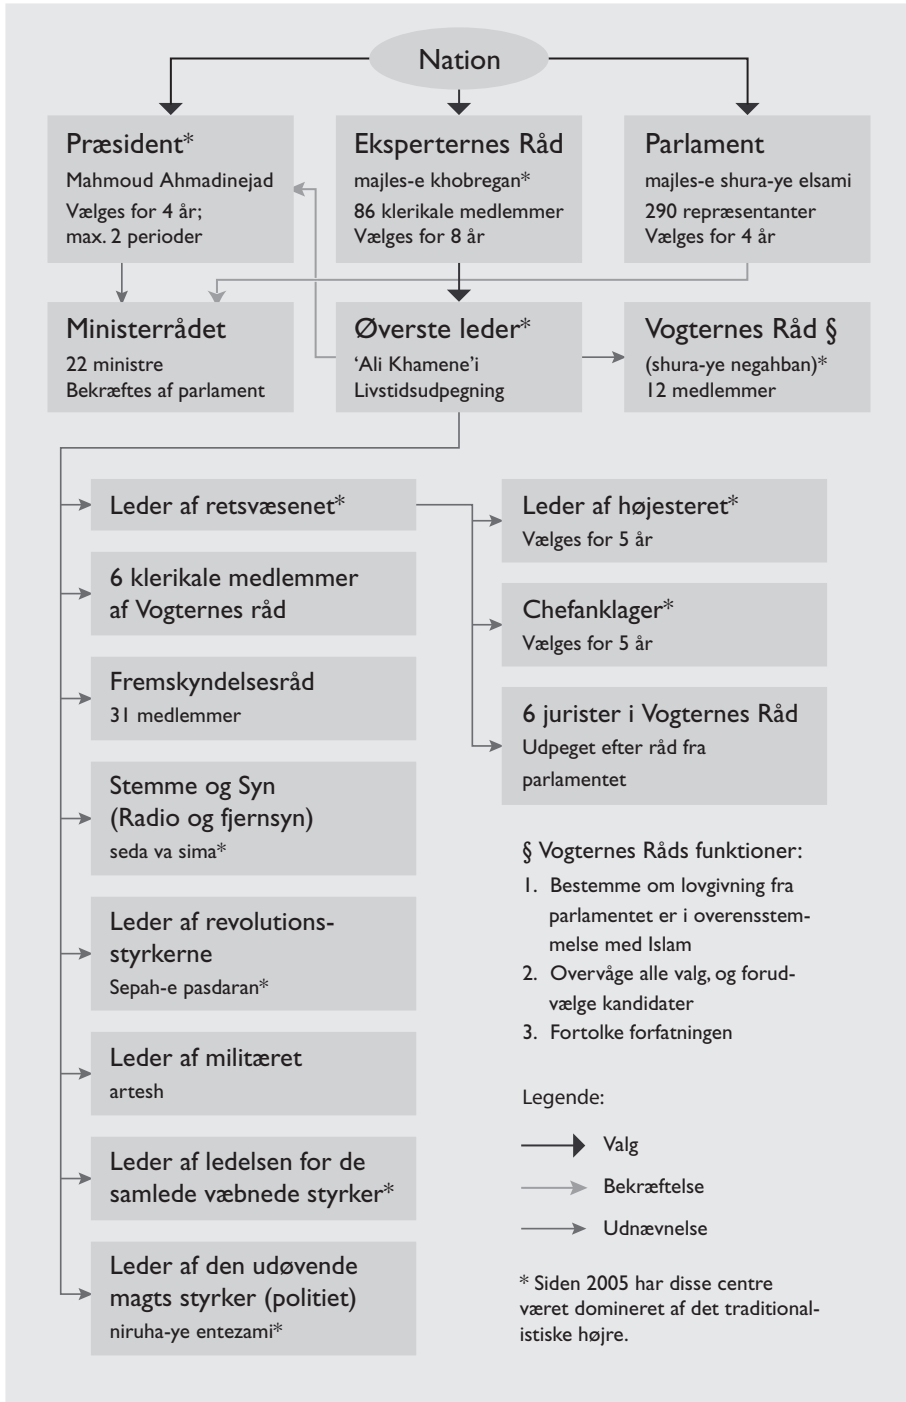 Nation
Præsident*
Mahmoud Ahmadinejad
Vælges for 4 år;
max. 2 perioder
Eksperternes Råd
majles-e khobregan*
86 klerikale medlemmer
Vælges for 8 år
Parlament
majles-e shura-ye elsami
290 repræsentanter
Vælges for 4 år
Ministerrådet
22 ministre
Bekræftes af parlament
Øverste leder*
‘Ali Khamene’i
Livstidsudpegning
Vogternes Råd §
(shura-ye negahban)*
12 medlemmer
Leder af retsvæsenet*
6 klerikale medlemmer
af Vogternes råd
Fremskyndelsesråd
31 medlemmer
Stemme og Syn
(Radio og fjernsyn)
seda va sima*
Leder af revolutions-
styrkerne
Sepah-e pasdaran*
Leder af militæret
artesh
Leder af ledelsen for de
samlede væbnede styrker*
Leder af den udøvende
magts styrker (politiet)
niruha-ye entezami*
Leder af højesteret*
Vælges for 5 år
Chefanklager*
Vælges for 5 år
6 jurister i Vogternes Råd
Udpeget efter råd fra
parlamentet
§ Vogternes Råds funktioner:
1. Bestemme om lovgivning fra
parlamentet er i overensstem-
melse med Islam
2. Overvåge alle valg, og forud-
vælge kandidater
3. Fortolke forfatningen
Legende:
Valg
Bekræftelse
Udnævnelse
* Siden 2005 har disse centre
været domineret af det traditional-
istiske højre.